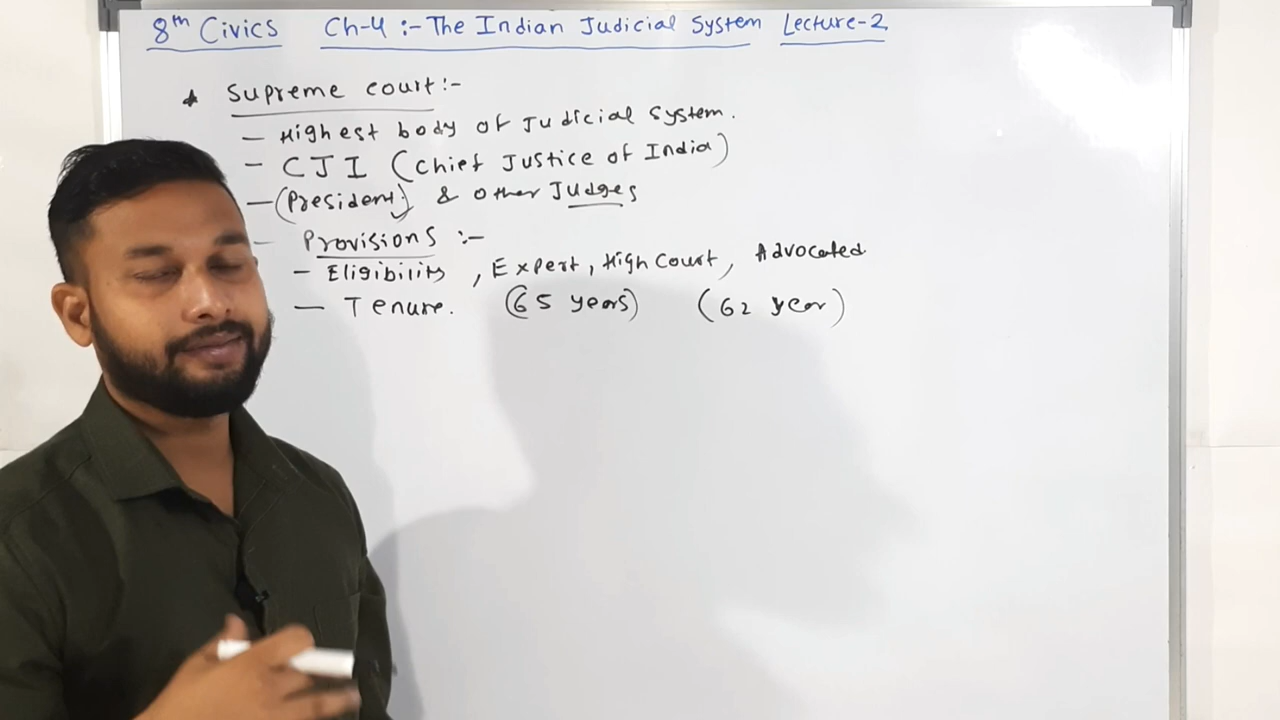 8th Civics Ch-4 :- The Indian Judicial System Lecture-2
* Supreme court :-
- Highest body of Judicial System.
- CJI (Chief Justice of India)
- (President) & other Judges
- Provisions :-
- Eligibility, Expert, High Court, Advocated
- Tenure. (65 years) (62 year)